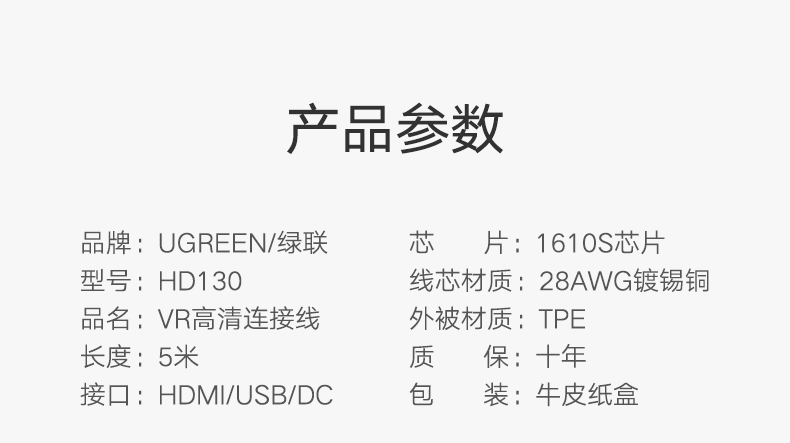 产品参数
品牌：UGREEN/绿联
型号：HD130
品名：VR高清连接线
长度：5米
接口：HDMI/USB/DC
芯 片：1610S芯片
线芯材质：28AWG镀锡铜
外被材质：TPE
质 保：十年
包 装：牛皮纸盒